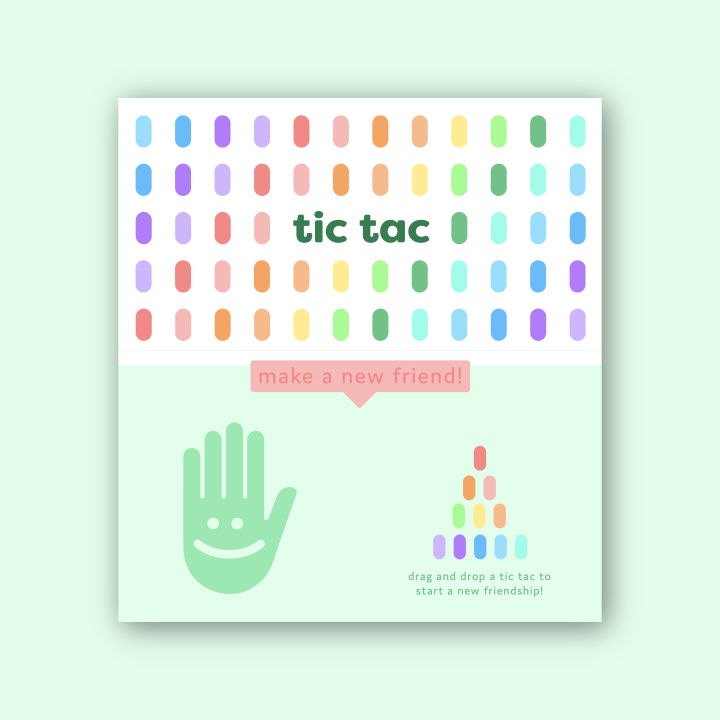 tic tac
make a new friend!
drag and drop a tic tac to
start a new friendship!